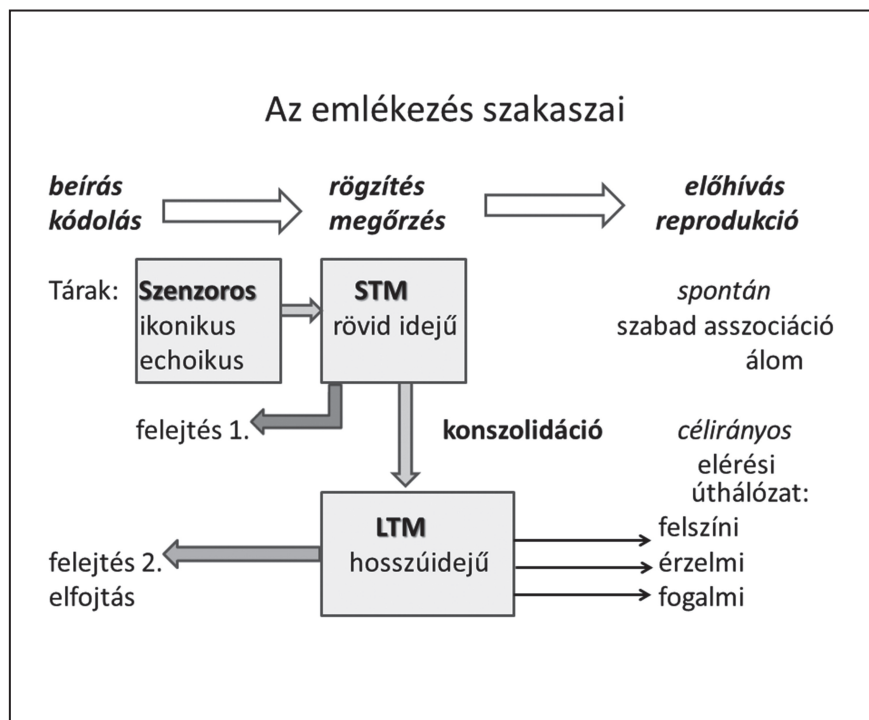 Az emlékezés szakaszai
beírás
kódolás
rögzítés
megőrzés
előhívás
reprodukció
Tárak:
Szenzoros
ikonikus
echoikus
STM
rövid idejű
spontán
szabad asszociáció
álom
felejtés 1.
konszolidáció
célirányos
elérési
úthálózat:
LTM
hosszúidejű
felszíni
érzelmi
fogalmi
felejtés 2.
elfojtás